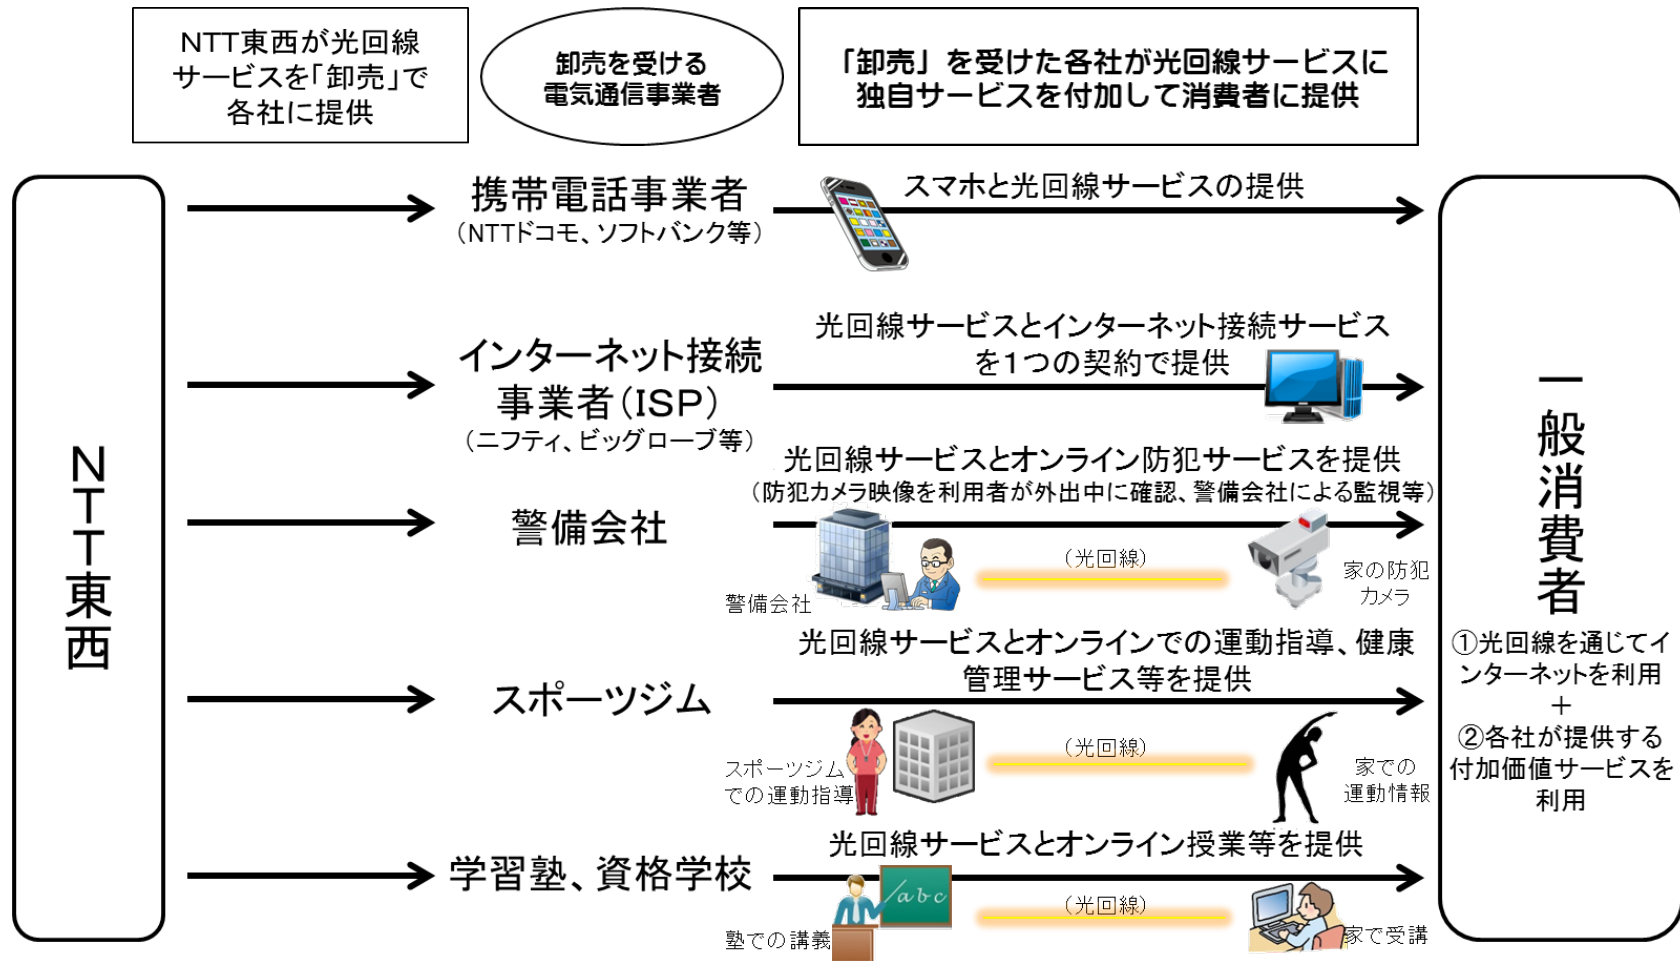 NTT東西が光回線
サービスを「卸売」で
各社に提供
卸売を受ける
電気通信事業者
「卸売」を受けた各社が光回線サービスに
独自サービスを付加して消費者に提供
NTT東西
携帯電話事業者
(NTTドコモ、ソフトバンク等)
スマホと光回線サービスの提供
インターネット接続
事業者(ISP)
(ニフティ、ビッグローブ等)
光回線サービスとインターネット接続サービス
を1つの契約で提供
警備会社
光回線サービスとオンライン防犯サービスを提供
(防犯カメラ映像を利用者が外出中に確認、警備会社による監視等)
警備会社
(光回線)
家の防犯
カメラ
スポーツジム
光回線サービスとオンラインでの運動指導、健康
管理サービス等を提供
スポーツジム
での運動指導
(光回線)
家での
運動情報
学習塾、資格学校
光回線サービスとオンライン授業等を提供
abc
塾での講義
(光回線)
家で受講
一般消費者
①光回線を通じてイ
ンターネットを利用
+
②各社が提供する
付加価値サービスを
利用